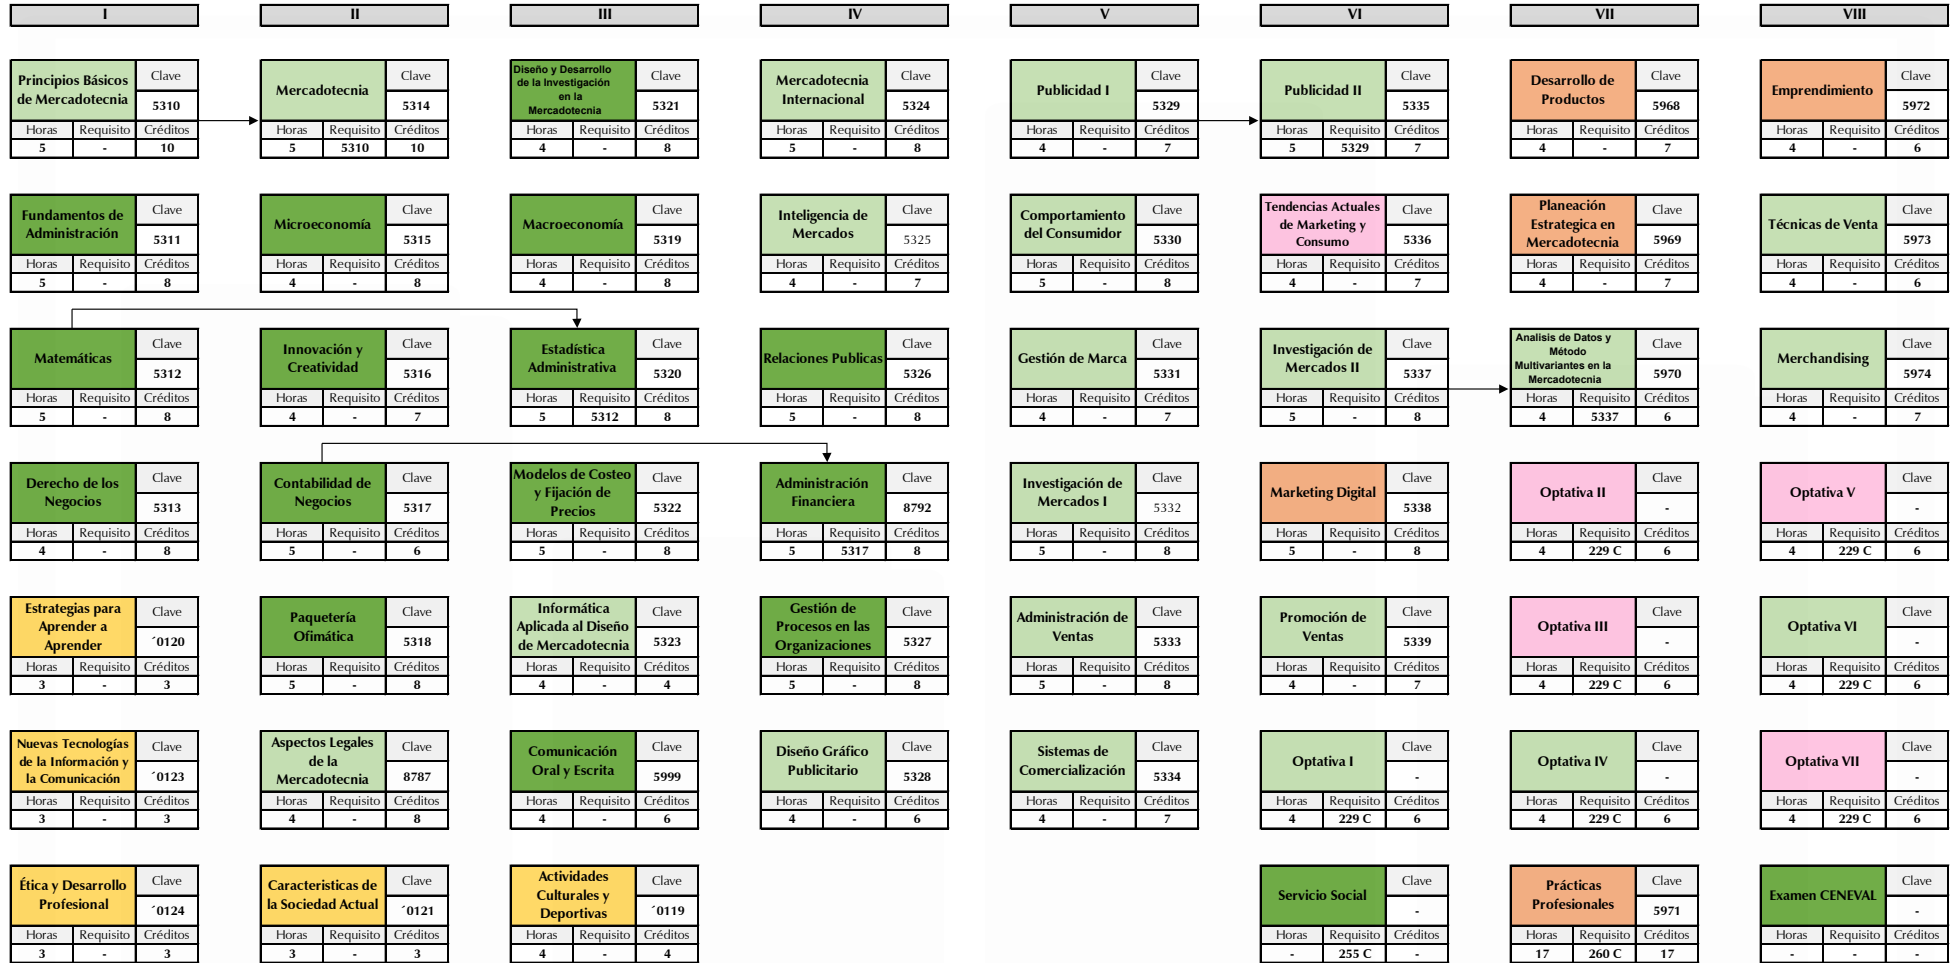 I II III IV V VI VII VIII
Principios Básicos
de Mercadotecnia
Clave
5310
Horas Requisito Créditos
5 - 10
Mercadotecnia
Clave
5314
Horas Requisito Créditos
5 5310 10
Diseño y Desarrollo
de la Investigación
en la
Mercadotecnia
Clave
5321
Horas Requisito Créditos
4 - 8
Mercadotecnia
Internacional
Clave
5324
Horas Requisito Créditos
5 - 8
Publicidad I
Clave
5329
Horas Requisito Créditos
4 - 7
Publicidad II
Clave
5335
Horas Requisito Créditos
5 5329 7
Desarrollo de
Productos
Clave
5968
Horas Requisito Créditos
4 - 7
Emprendimiento
Clave
5972
Horas Requisito Créditos
4 - 6
Fundamentos de
Administración
Clave
5311
Horas Requisito Créditos
5 - 8
Microeconomía
Clave
5315
Horas Requisito Créditos
4 - 8
Macroeconomía
Clave
5319
Horas Requisito Créditos
4 - 8
Inteligencia de
Mercados
Clave
5325
Horas Requisito Créditos
4 - 7
Comportamiento
del Consumidor
Clave
5330
Horas Requisito Créditos
5 - 8
Tendencias Actuales
de Marketing y
Consumo
Clave
5336
Horas Requisito Créditos
4 - 7
Planeación
Estrategica en
Mercadotecnia
Clave
5969
Horas Requisito Créditos
4 - 7
Técnicas de Venta
Clave
5973
Horas Requisito Créditos
4 - 6
Matemáticas
Clave
5312
Horas Requisito Créditos
5 - 8
Innovación y
Creatividad
Clave
5316
Horas Requisito Créditos
4 - 7
Estadística
Administrativa
Clave
5320
Horas Requisito Créditos
5 5312 8
Relaciones Publicas
Clave
5326
Horas Requisito Créditos
5 - 8
Gestión de Marca
Clave
5331
Horas Requisito Créditos
4 - 7
Investigación de
Mercados II
Clave
5337
Horas Requisito Créditos
5 - 8
Analisis de Datos y
Método
Multivariantes en la
Mercadotecnia
Clave
5970
Horas Requisito Créditos
4 5337 6
Merchandising
Clave
5974
Horas Requisito Créditos
4 - 7
Derecho de los
Negocios
Clave
5313
Horas Requisito Créditos
4 - 8
Contabilidad de
Negocios
Clave
5317
Horas Requisito Créditos
5 - 6
Modelos de Costeo
y Fijación de
Precios
Clave
5322
Horas Requisito Créditos
5 - 8
Administración
Financiera
Clave
8792
Horas Requisito Créditos
5 5317 8
Investigación de
Mercados I
Clave
5332
Horas Requisito Créditos
5 - 8
Marketing Digital
Clave
5338
Horas Requisito Créditos
5 - 8
Optativa II
Clave
-
Horas Requisito Créditos
4 229 C 6
Optativa V
Clave
-
Horas Requisito Créditos
4 229 C 6
Estrategias para
Aprender a
Aprender
Clave
´0120
Horas Requisito Créditos
3 - 3
Paquetería
Ofimática
Clave
5318
Horas Requisito Créditos
5 - 8
Informática
Aplicada al Diseño
de Mercadotecnia
Clave
5323
Horas Requisito Créditos
4 - 4
Gestión de
Procesos en las
Organizaciones
Clave
5327
Horas Requisito Créditos
5 - 8
Administración de
Ventas
Clave
5333
Horas Requisito Créditos
5 - 8
Promoción de
Ventas
Clave
5339
Horas Requisito Créditos
4 - 7
Optativa III
Clave
-
Horas Requisito Créditos
4 229 C 6
Optativa VI
Clave
-
Horas Requisito Créditos
4 229 C 6
Nuevas Tecnologías
de la Información y
la Comunicación
Clave
´0123
Horas Requisito Créditos
3 - 3
Aspectos Legales
de la
Mercadotecnia
Clave
8787
Horas Requisito Créditos
4 - 8
Comunicación
Oral y Escrita
Clave
5999
Horas Requisito Créditos
4 - 6
Diseño Gráfico
Publicitario
Clave
5328
Horas Requisito Créditos
4 - 6
Sistemas de
Comercialización
Clave
5334
Horas Requisito Créditos
4 - 7
Optativa I
Clave
-
Horas Requisito Créditos
4 229 C 6
Optativa IV
Clave
-
Horas Requisito Créditos
4 229 C 6
Optativa VII
Clave
-
Horas Requisito Créditos
4 229 C 6
Ética y Desarrollo
Profesional
Clave
´0124
Horas Requisito Créditos
3 - 3
Caracteristicas de
la Sociedad Actual
Clave
´0121
Horas Requisito Créditos
3 - 3
Actividades
Culturales y
Deportivas
Clave
´0119
Horas Requisito Créditos
4 - 4
Servicio Social
Clave
-
Horas Requisito Créditos
- 255 C -
Prácticas
Profesionales
Clave
5971
Horas Requisito Créditos
17 260 C 17
Examen CENEVAL
Clave
-
Horas Requisito Créditos
- - -